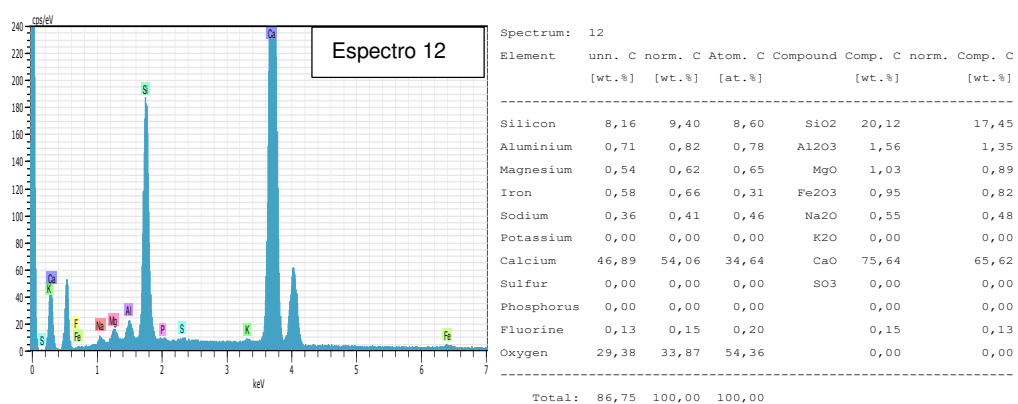 cps/eV
Espectro 12
240
220
200
180
160
140
120
100
80
60
40
20
0
Ca
Si
Ca
K
S
F
Fe
Na
Mg
Al
P
S
K
Fe
0 1 2 3 4 5 6 7
keV
Spectrum: 12
Element unn. C norm. C Atom. C Compound Comp. C norm. Comp. C
[wt.%] [wt.%] [at.%] [wt.%] [wt.%]
Silicon 8,16 9,40 8,60 SiO2 20,12 17,45
Aluminium 0,71 0,82 0,78 Al2O3 1,56 1,35
Magnesium 0,54 0,62 0,65 MgO 1,03 0,89
Iron 0,58 0,66 0,31 Fe2O3 0,95 0,82
Sodium 0,36 0,41 0,46 Na2O 0,55 0,48
Potassium 0,00 0,00 0,00 K2O 0,00 0,00
Calcium 46,89 54,06 34,64 CaO 75,64 65,62
Sulfur 0,00 0,00 0,00 SO3 0,00 0,00
Phosphorus 0,00 0,00 0,00 0,00 0,00
Fluorine 0,13 0,15 0,20 0,15 0,13
Oxygen 29,38 33,87 54,36 0,00 0,00
Total: 86,75 100,00 100,00